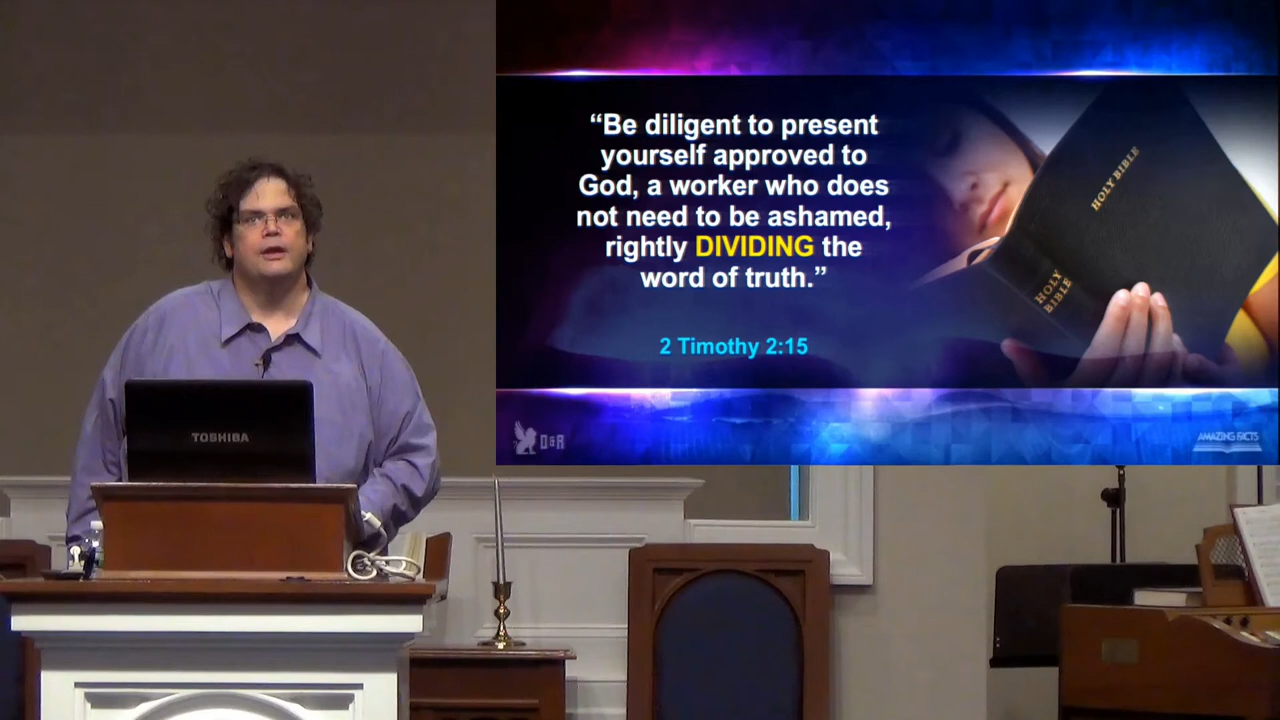 “Be diligent to present
yourself approved to
God, a worker who does
not need to be ashamed,
rightly DIVIDING the
word of truth.”
2 Timothy 2:15
HOLY BIBLE
HOLY
BIBLE
D&R
AMAZING FACTS
TOSHIBA